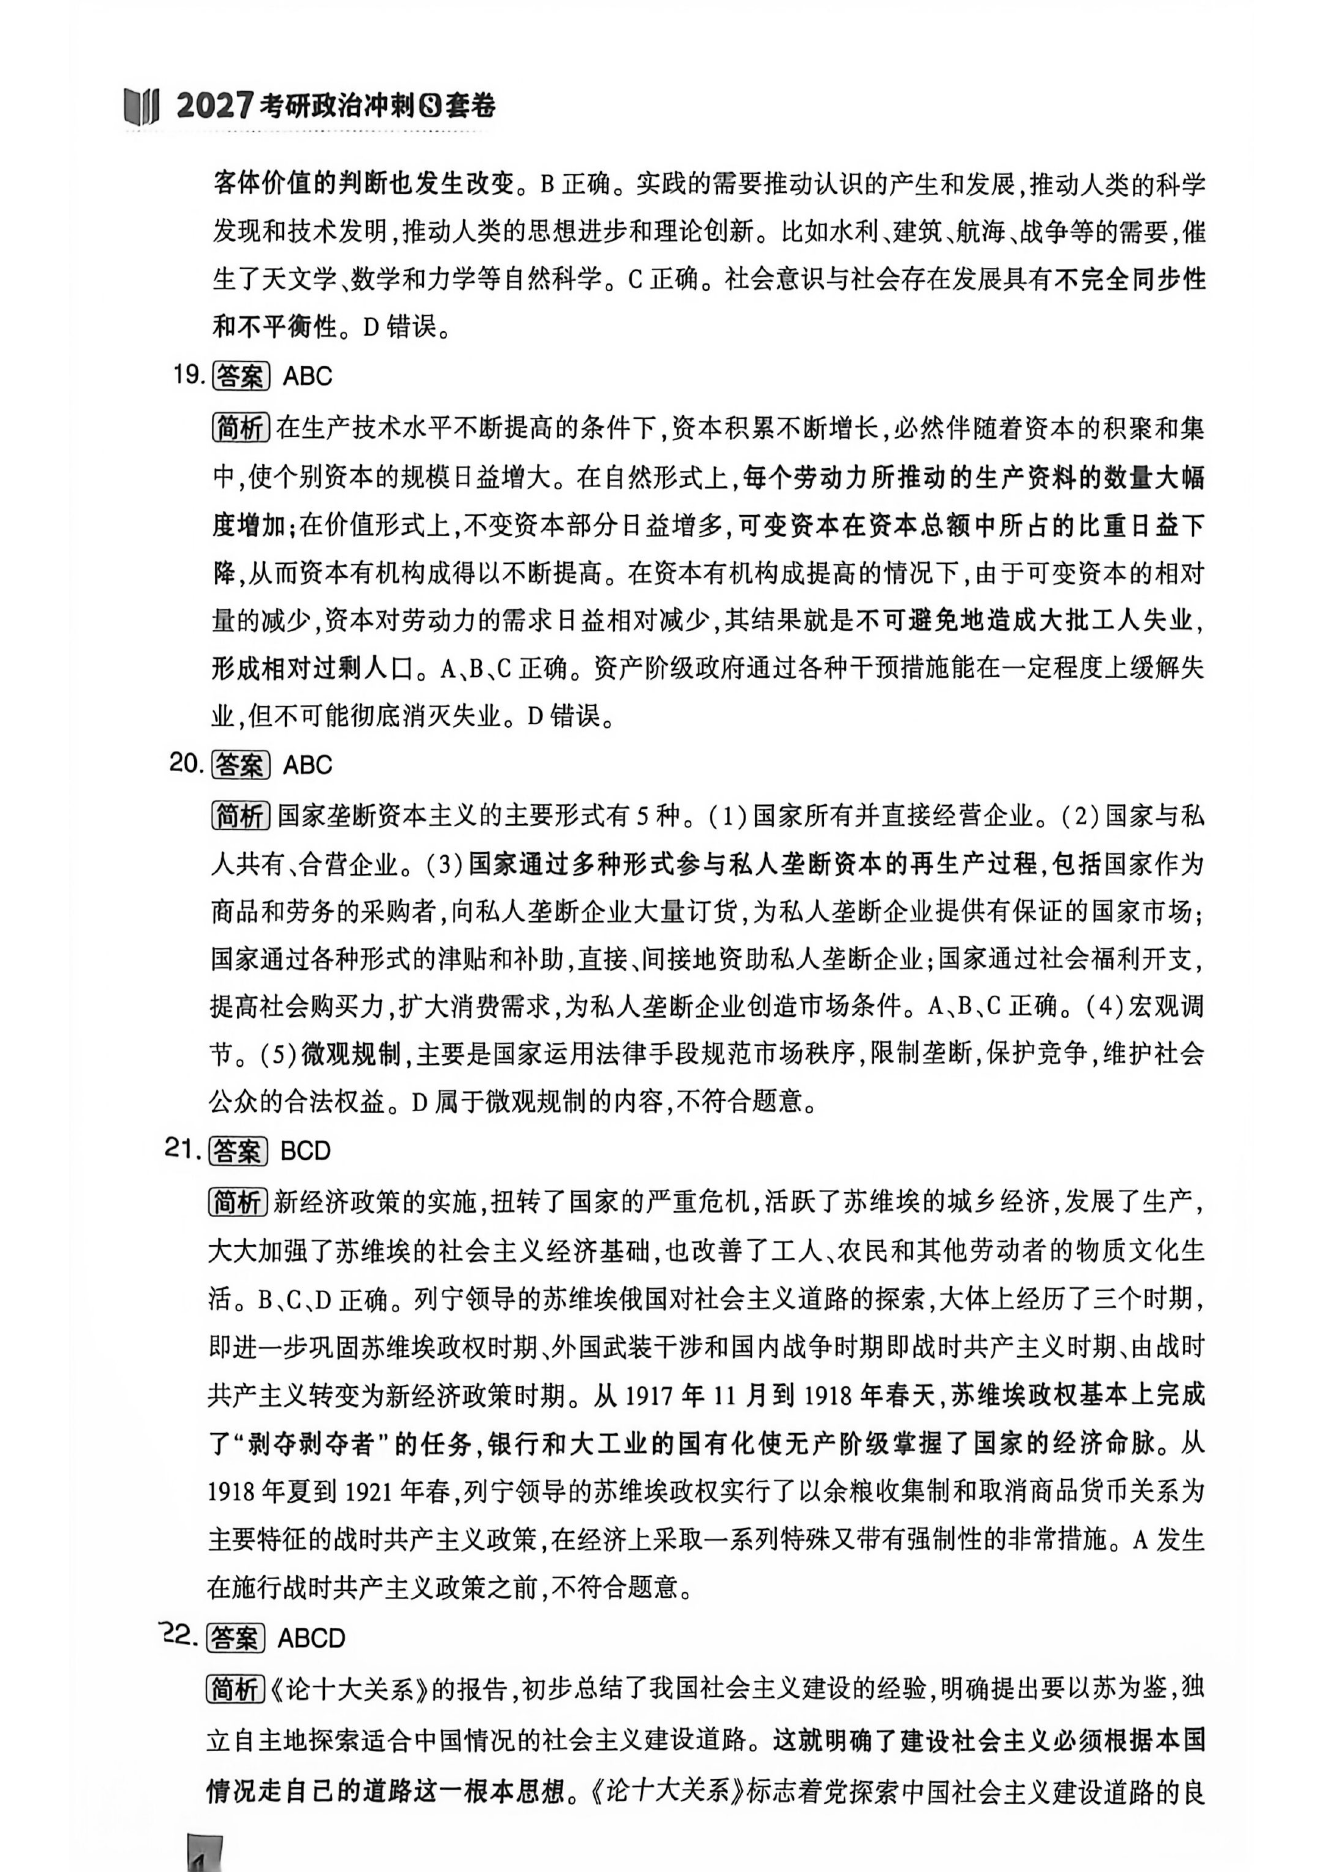 2027考研政治冲刺8套卷
客体价值的判断也发生改变。B 正确。实践的需要推动认识的产生和发展,推动人类的科学
发现和技术发明,推动人类的思想进步和理论创新。比如水利、建筑、航海、战争等的需要,催
生了天文学、数学和力学等自然科学。C 正确。社会意识与社会存在发展具有不完全同步性
和不平衡性。D 错误。
19. 答案 ABC
简析 在生产技术水平不断提高的条件下,资本积累不断增长,必然伴随着资本的积聚和集
中,使个别资本的规模日益增大。在自然形式上,每个劳动力所推动的生产资料的数量大幅
度增加;在价值形式上,不变资本部分日益增多,可变资本在资本总额中所占的比重日益下
降,从而资本有机构成得以不断提高。在资本有机构成提高的情况下,由于可变资本的相对
量的减少,资本对劳动力的需求日益相对减少,其结果就是不可避免地造成大批工人失业,
形成相对过剩人口。A、B、C 正确。资产阶级政府通过各种干预措施能在一定程度上缓解失
业,但不可能彻底消灭失业。D 错误。
20. 答案 ABC
简析 国家垄断资本主义的主要形式有 5 种。(1)国家所有并直接经营企业。(2)国家与私
人共有、合营企业。(3)国家通过多种形式参与私人垄断资本的再生产过程,包括国家作为
商品和劳务的采购者,向私人垄断企业大量订货,为私人垄断企业提供有保证的国家市场;
国家通过各种形式的津贴和补助,直接、间接地资助私人垄断企业;国家通过社会福利开支,
提高社会购买力,扩大消费需求,为私人垄断企业创造市场条件。A、B、C 正确。(4)宏观调
节。(5)微观规制,主要是国家运用法律手段规范市场秩序,限制垄断,保护竞争,维护社会
公众的合法权益。D 属于微观规制的内容,不符合题意。
21. 答案 BCD
简析 新经济政策的实施,扭转了国家的严重危机,活跃了苏维埃的城乡经济,发展了生产,
大大加强了苏维埃的社会主义经济基础,也改善了工人、农民和其他劳动者的物质文化生
活。B、C、D 正确。列宁领导的苏维埃俄国对社会主义道路的探索,大体上经历了三个时期,
即进一步巩固苏维埃政权时期、外国武装干涉和国内战争时期即战时共产主义时期、由战时
共产主义转变为新经济政策时期。从 1917 年 11 月到 1918 年春天,苏维埃政权基本上完成
了“剥夺剥夺者”的任务,银行和大工业的国有化使无产阶级掌握了国家的经济命脉。从
1918 年夏到 1921 年春,列宁领导的苏维埃政权实行了以余粮收集制和取消商品货币关系为
主要特征的战时共产主义政策,在经济上采取一系列特殊又带有强制性的非常措施。A 发生
在施行战时共产主义政策之前,不符合题意。
22. 答案 ABCD
简析 《论十大关系》的报告,初步总结了我国社会主义建设的经验,明确提出要以苏为鉴,独
立自主地探索适合中国情况的社会主义建设道路。这就明确了建设社会主义必须根据本国
情况走自己的道路这一根本思想。《论十大关系》标志着党探索中国社会主义建设道路的良
4